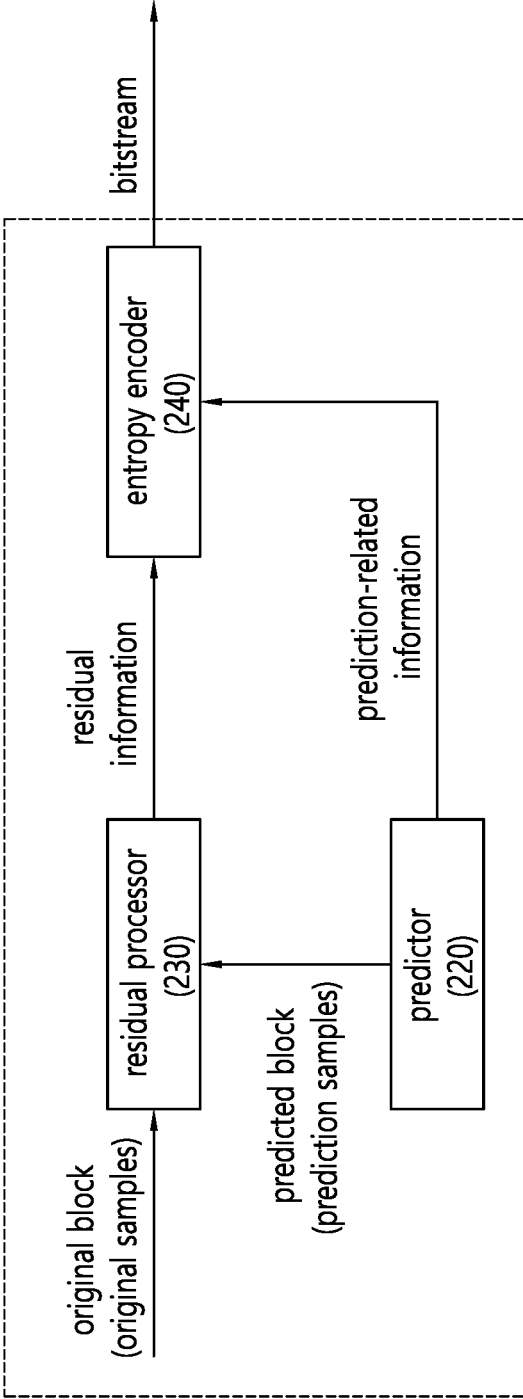 original block
(original samples)
residual processor
(230)
residual
information
entropy encoder
(240)
bitstream
predicted block
(prediction samples)
predictor
(220)
prediction-related
information